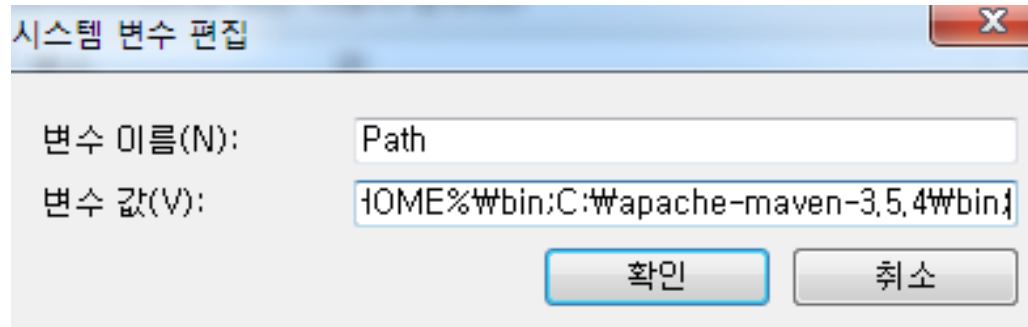 시스템 변수 편집
변수 이름(N):
Path
변수 값(V):
HOME%₩bin;C:₩apache-maven-3.5.4₩bin;
확인
취소